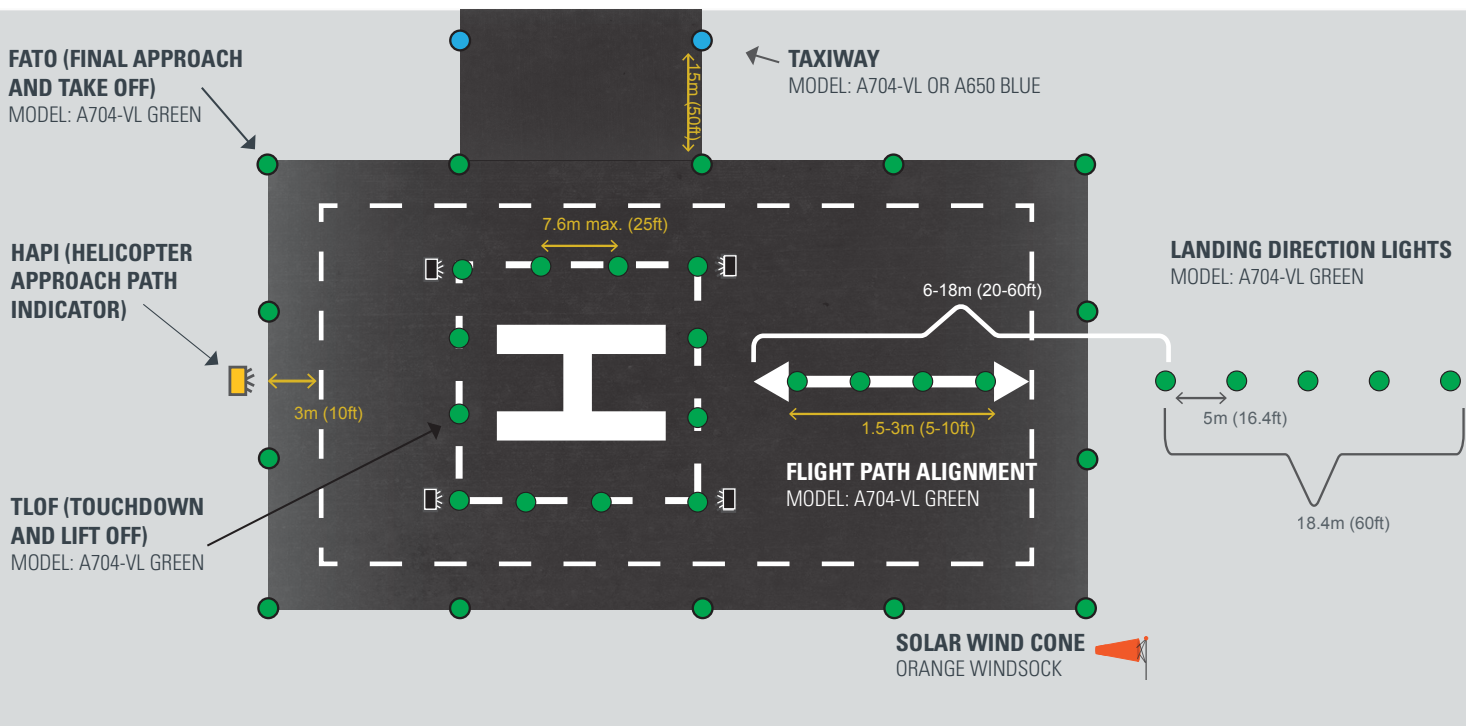 FATO (FINAL APPROACH
AND TAKE OFF)
MODEL: A704-VL GREEN
15m (50ft)
TAXIWAY
MODEL: A704-VL OR A650 BLUE
7.6m max. (25ft)
HAPI (HELICOPTER
APPROACH PATH
INDICATOR)
LANDING DIRECTION LIGHTS
MODEL: A704-VL GREEN
6-18m (20-60ft)
H
3m (10ft)
1.5-3m (5-10ft)
5m (16.4ft)
FLIGHT PATH ALIGNMENT
MODEL: A704-VL GREEN
18.4m (60ft)
TLOF (TOUCHDOWN
AND LIFT OFF)
MODEL: A704-VL GREEN
SOLAR WIND CONE
ORANGE WINDSOCK